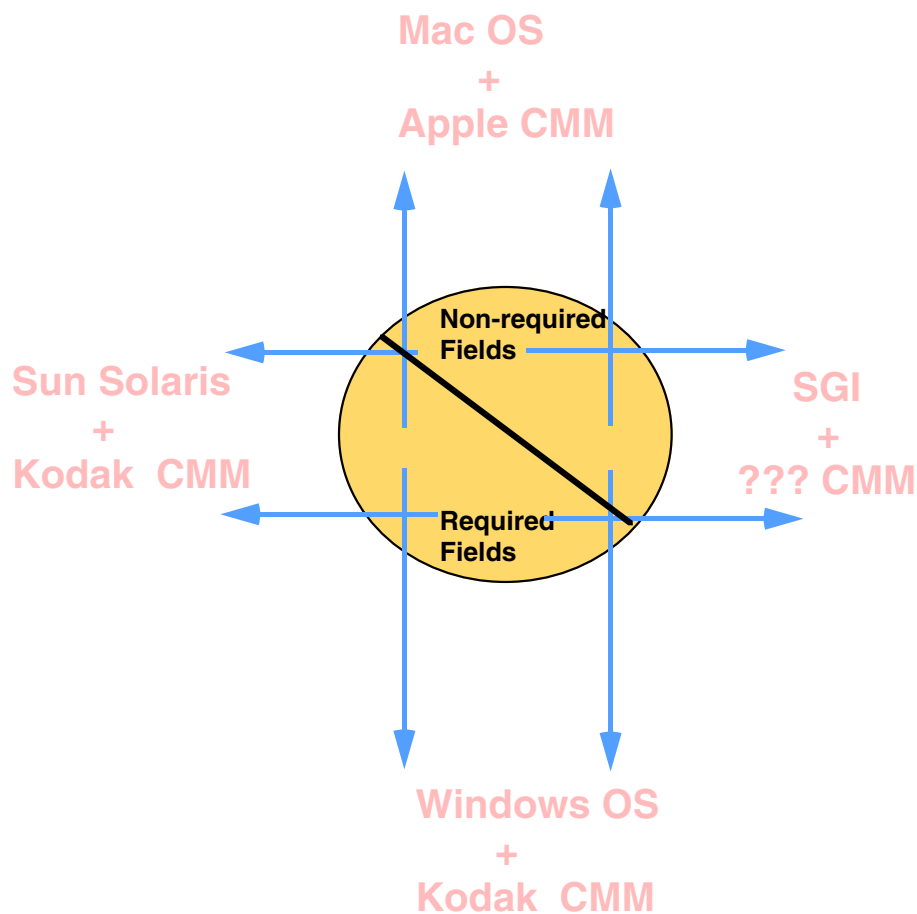 Mac OS
+
Apple CMM
Non-required
Fields
Sun Solaris
+
Kodak CMM
SGI
+
??? CMM
Required
Fields
Windows OS
+
Kodak CMM